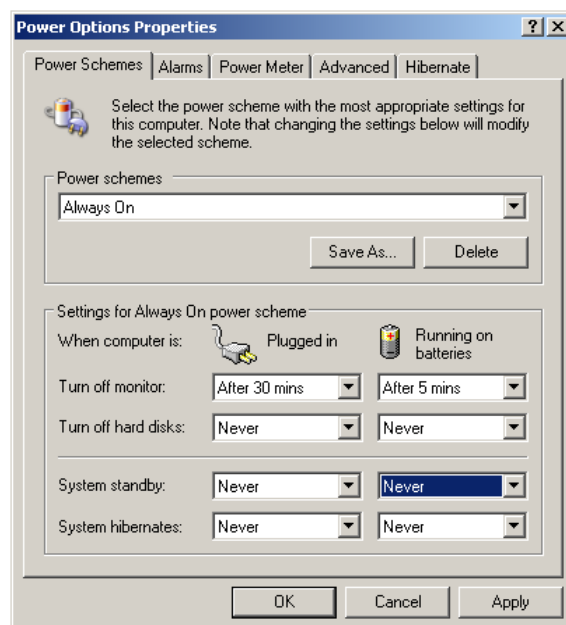 Power Options Properties
Power Schemes Alarms Power Meter Advanced Hibernate
Select the power scheme with the most appropriate settings for
this computer. Note that changing the settings below will modify
the selected scheme.
Power schemes
Always On
Save As... Delete
Settings for Always On power scheme
When computer is: Plugged in Running on
batteries
Turn off monitor: After 30 mins After 5 mins
Turn off hard disks: Never Never
System standby: Never Never
System hibernates: Never Never
OK Cancel Apply